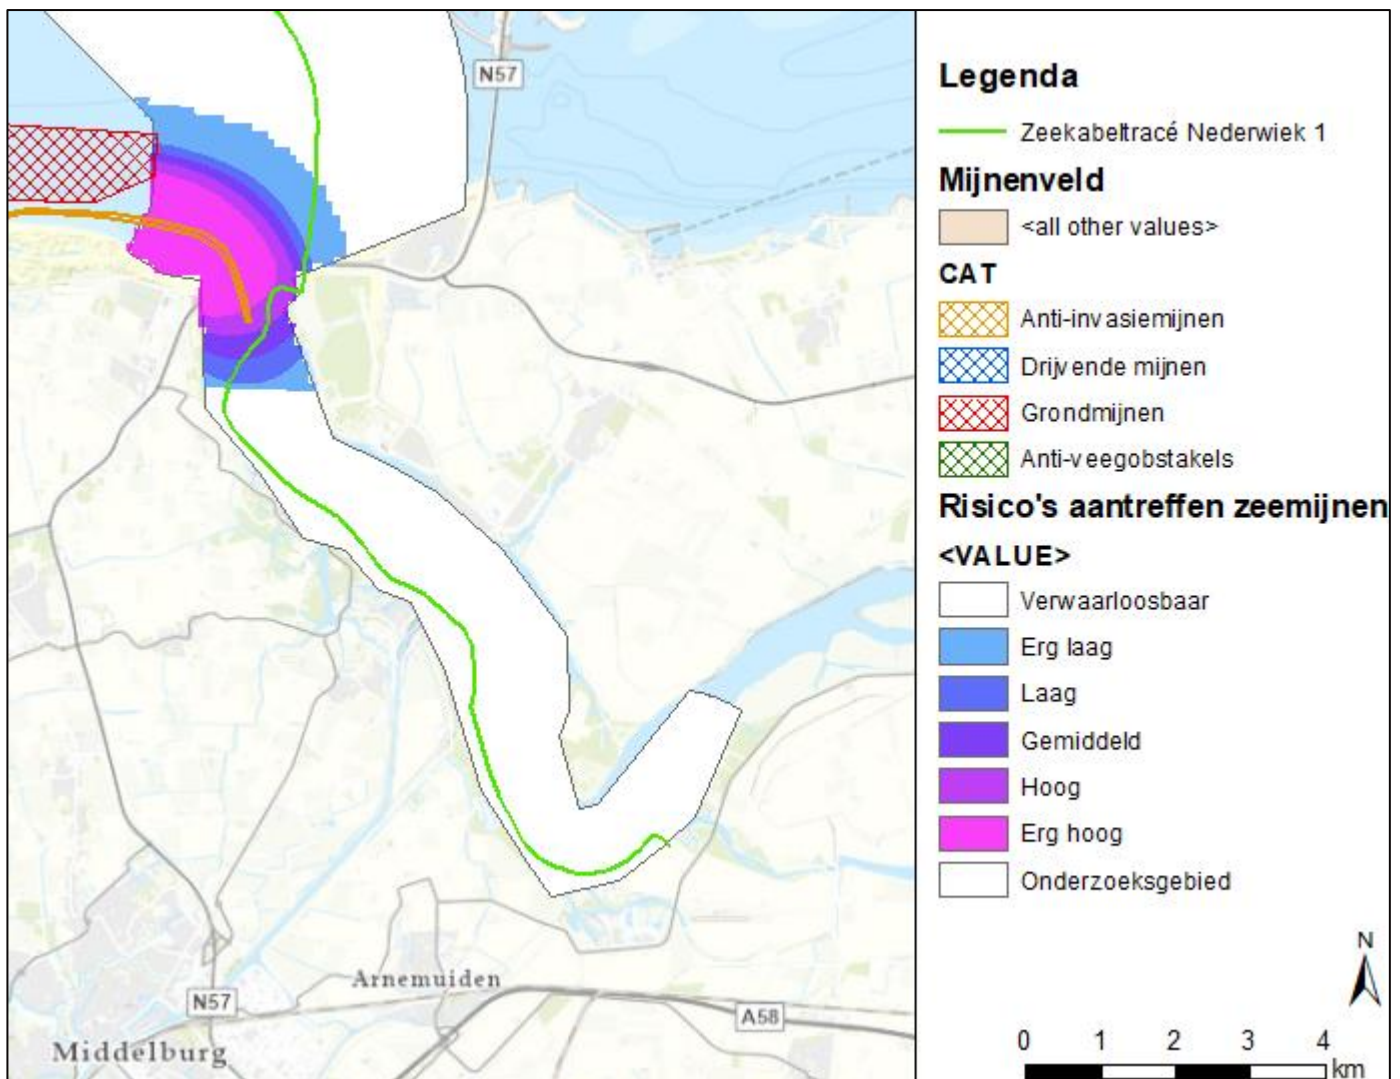 N57
Arnemuiden
N57
A58
Middelburg
Legenda
Zeekabeltracé Nederwiek 1
Mijnenveld
<all other values>
CAT
Anti-invasiemijnen
Drijvende mijnen
Grondmijnen
Anti-veegobstakels
Risico's aantreffen zeemijnen
<VALUE>
Verwaarloosbaar
Erg laag
Laag
Gemiddeld
Hoog
Erg hoog
Onderzoeksgebied
N
0 1 2 3 4
km